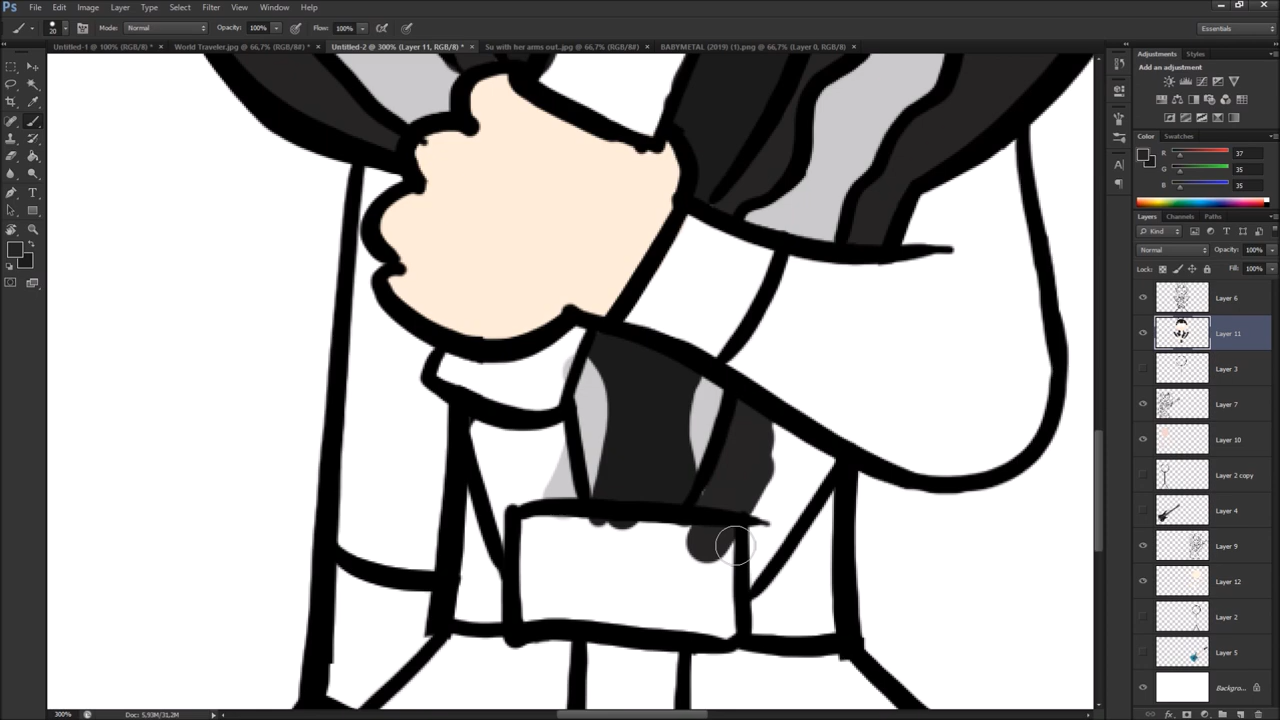 Ps File Edit Image Layer Type Select Filter View Window Help
20 Mode: Normal Opacity: 100% Flow: 100% Essentials
Untitled-1 @ 100% (RGB/8) * × World Traveler.jpg @ 66,7% (RGB/8#) * × Untitled-2 @ 300% (Layer 11, RGB/8) * × Su with her arms out..jpg @ 66,7% (RGB/8#) × BABYMETAL (2019) (1).png @ 66,7% (Layer 0, RGB/8) ×
Adjustments Styles
Add an adjustment
Color Swatches
R 37
G 35
B 35
Layers Channels Paths
Kind
Normal Opacity: 100%
Lock: Fill: 100%
Layer 6
Layer 11
Layer 3
Layer 7
Layer 10
Layer 2 copy
Layer 4
Layer 9
Layer 12
Layer 2
Layer 5
Backgro...
300% Doc: 5,93M/31,2M